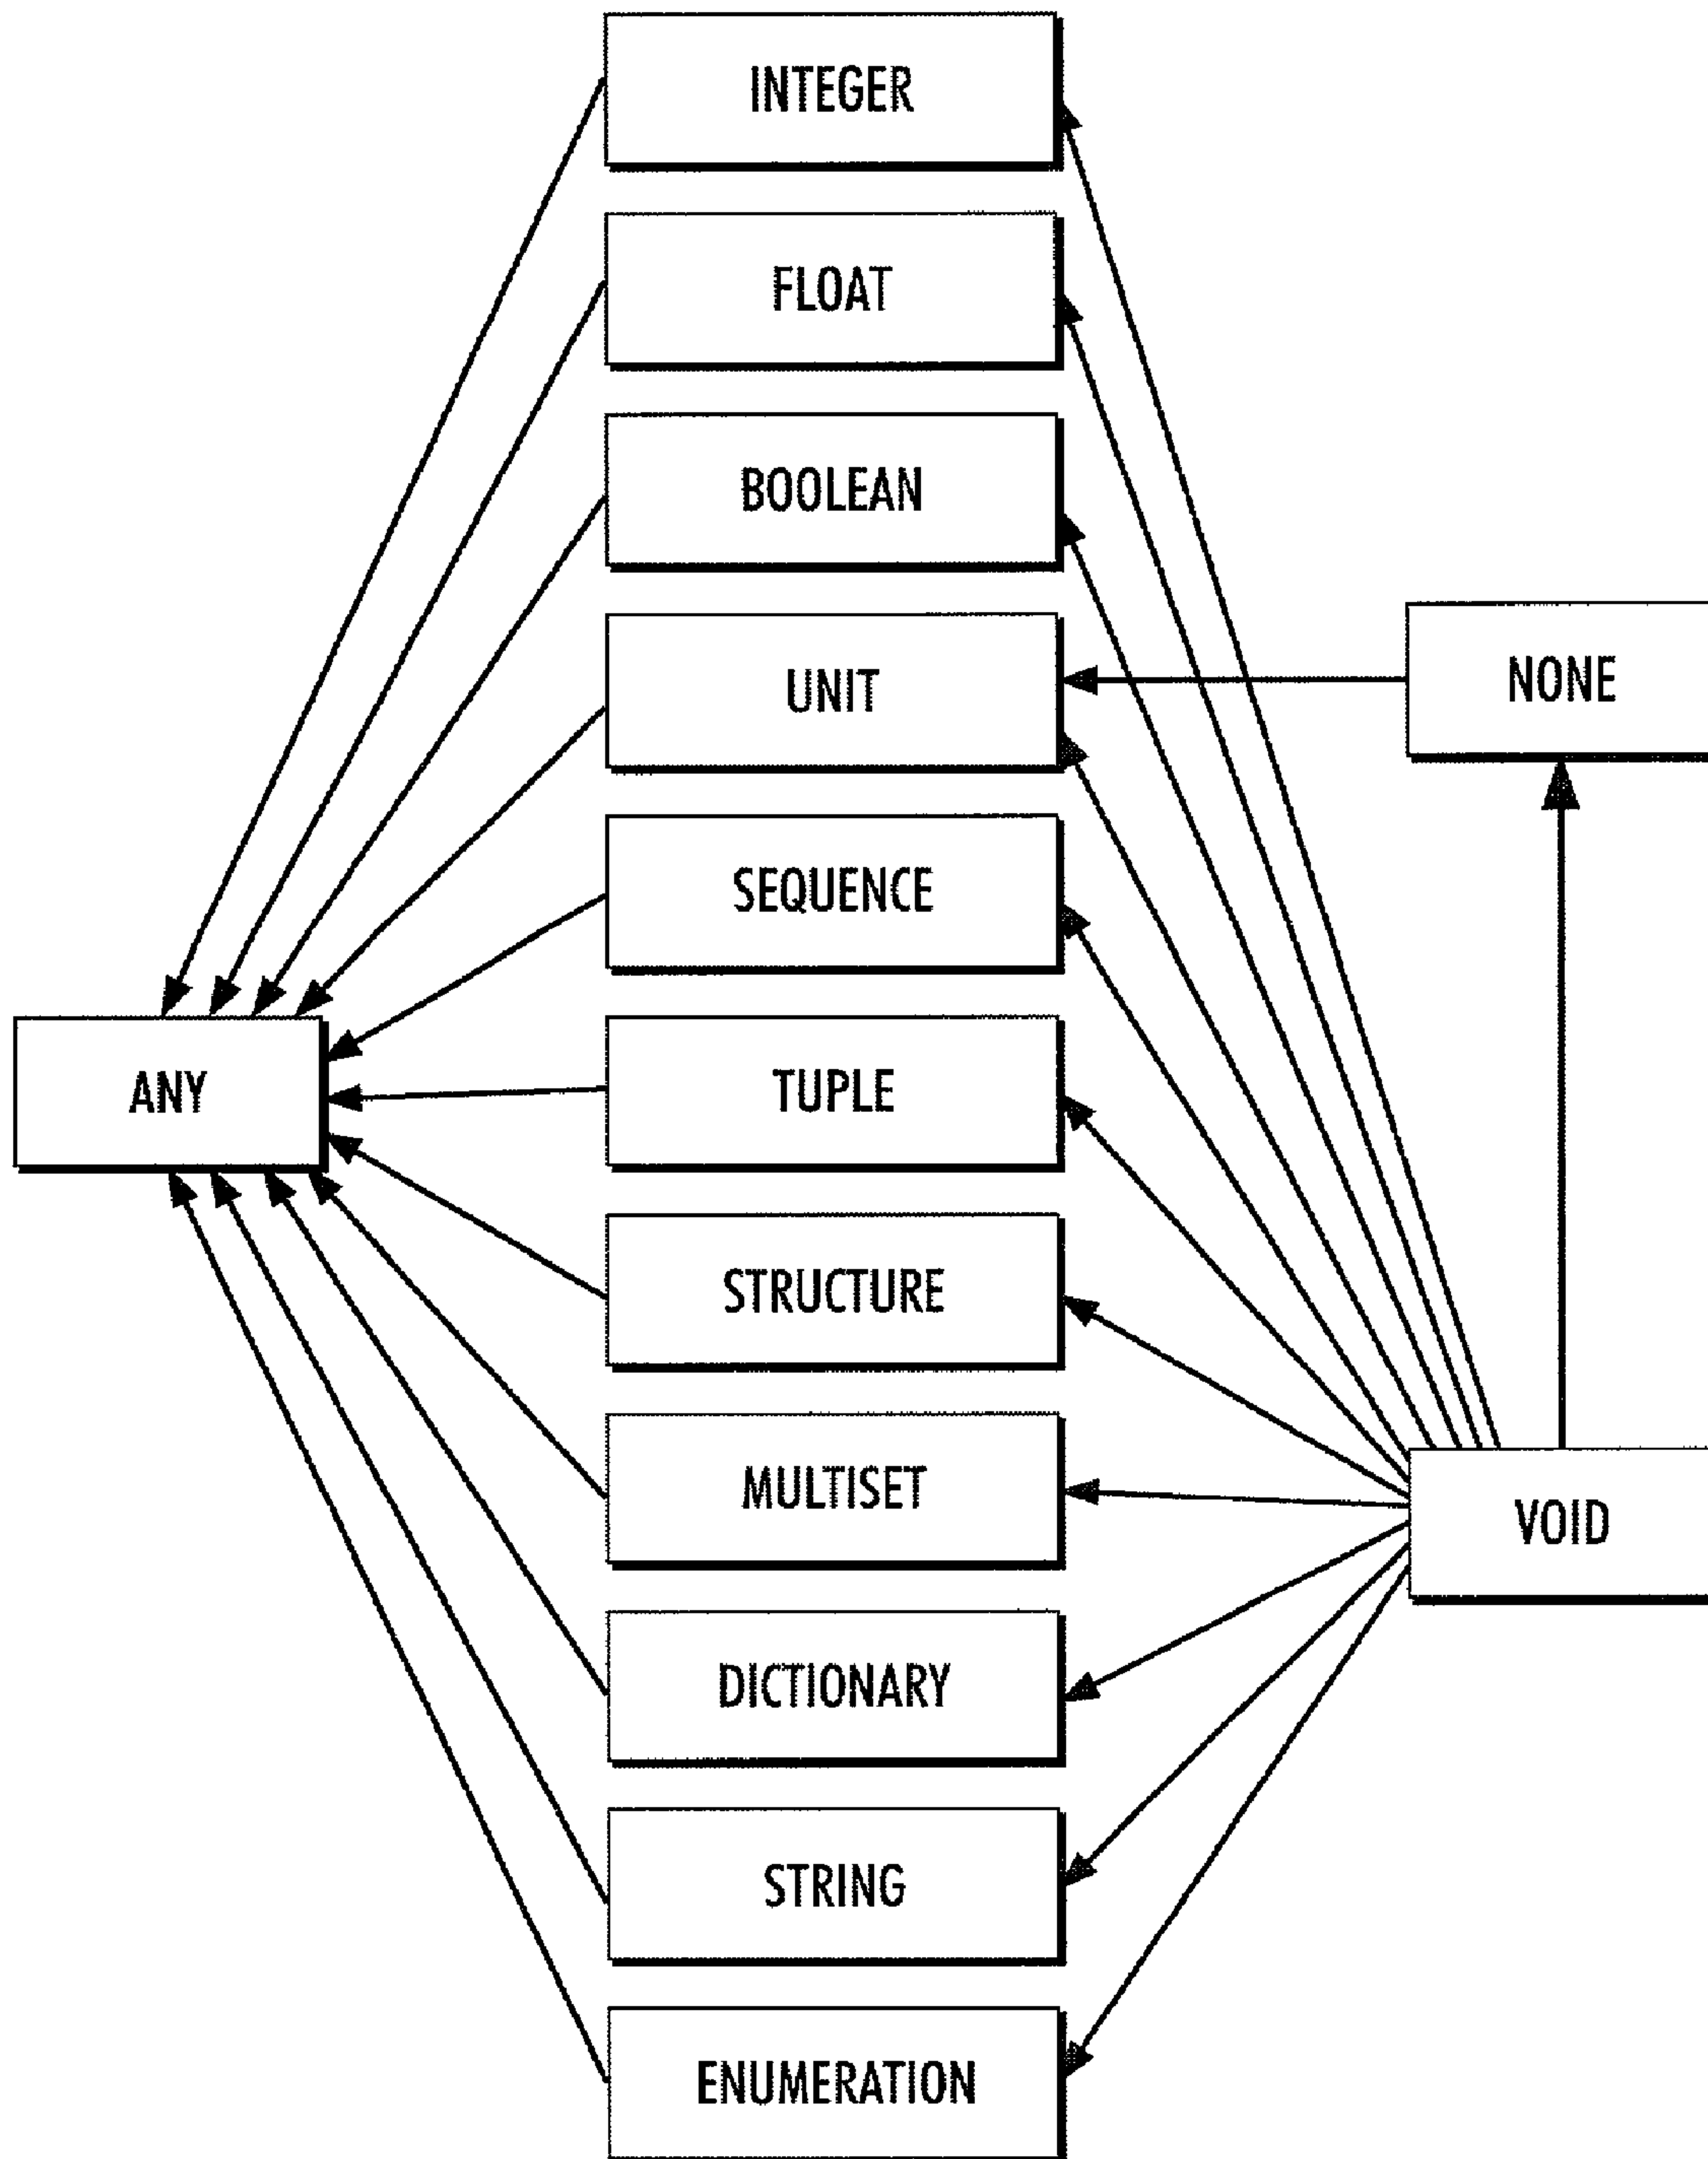 INTEGER
FLOAT
BOOLEAN
UNIT
NONE
SEQUENCE
ANY
TUPLE
STRUCTURE
MULTISET
VOID
DICTIONARY
STRING
ENUMERATION